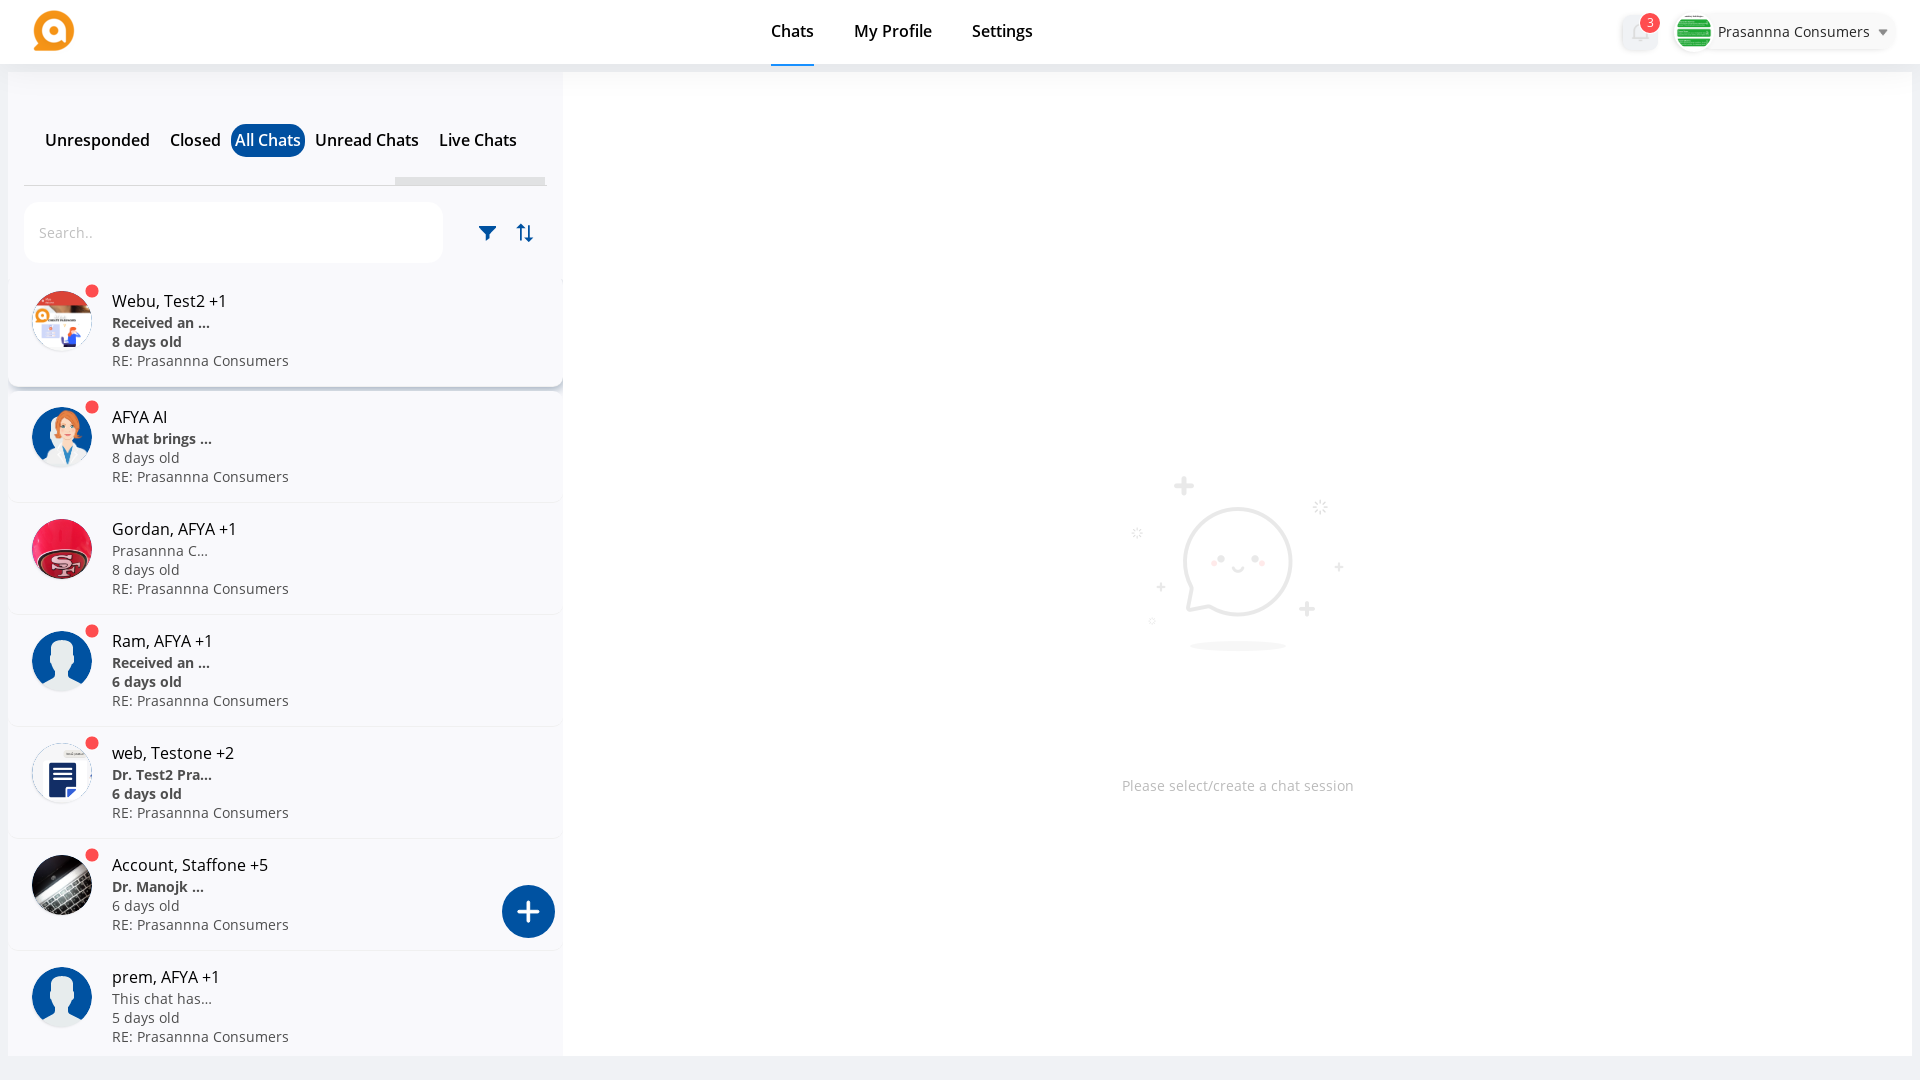 Chats
My Profile
Settings
3
Prasannna Consumers
Unresponded
Closed
All Chats
Unread Chats
Live Chats
Search..
Webu, Test2 +1
Received an ...
8 days old
RE: Prasannna Consumers
AFYA AI
What brings ...
8 days old
RE: Prasannna Consumers
Gordan, AFYA +1
Prasannna C...
8 days old
RE: Prasannna Consumers
Ram, AFYA +1
Received an ...
6 days old
RE: Prasannna Consumers
web, Testone +2
Dr. Test2 Pra...
6 days old
RE: Prasannna Consumers
Account, Staffone +5
Dr. Manojk ...
6 days old
RE: Prasannna Consumers
prem, AFYA +1
This chat has...
5 days old
RE: Prasannna Consumers
Please select/create a chat session